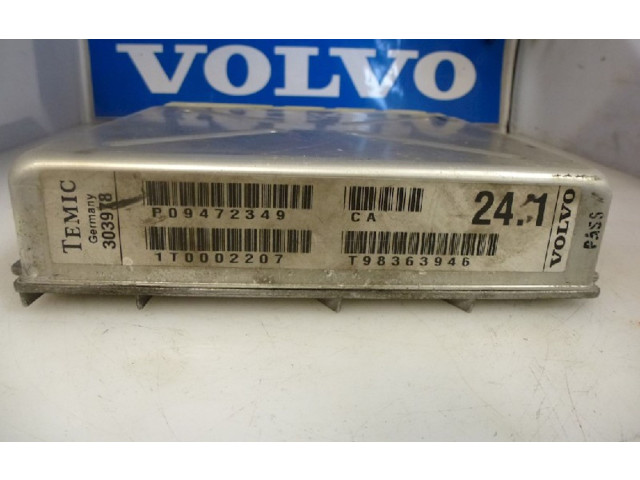 VOLVO
TEMIC
Germany
303978
P09472349
CA
24.1
VOLVO
PASS
1T0002207
T98363946